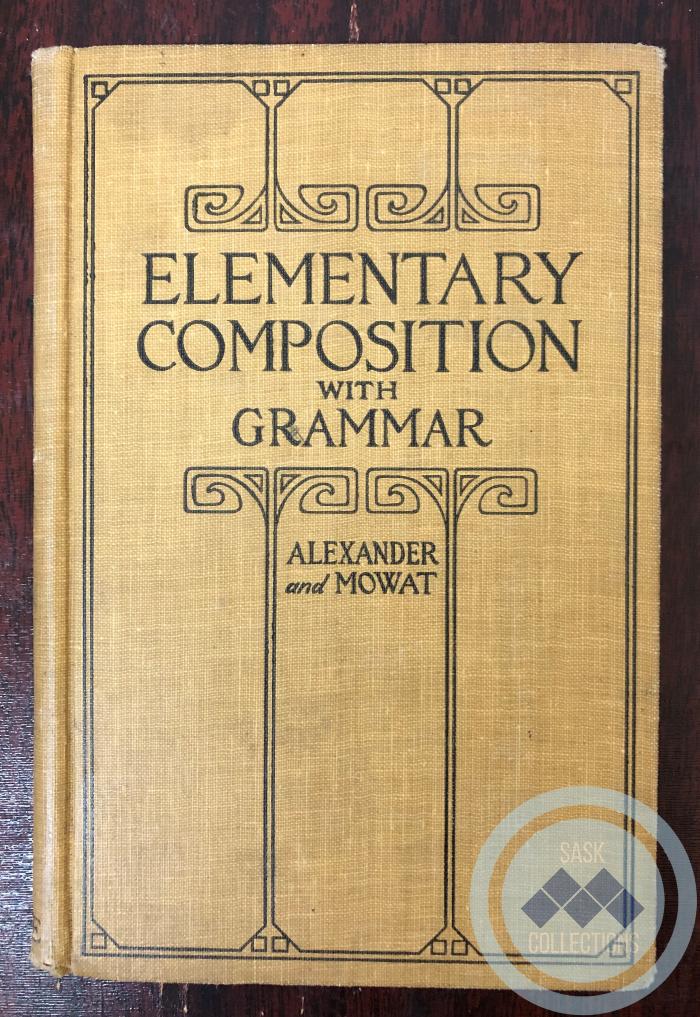 ELEMENTARY
COMPOSITION
WITH
GRAMMAR
ALEXANDER
and MOWAT
SASK
COLLECTIONS